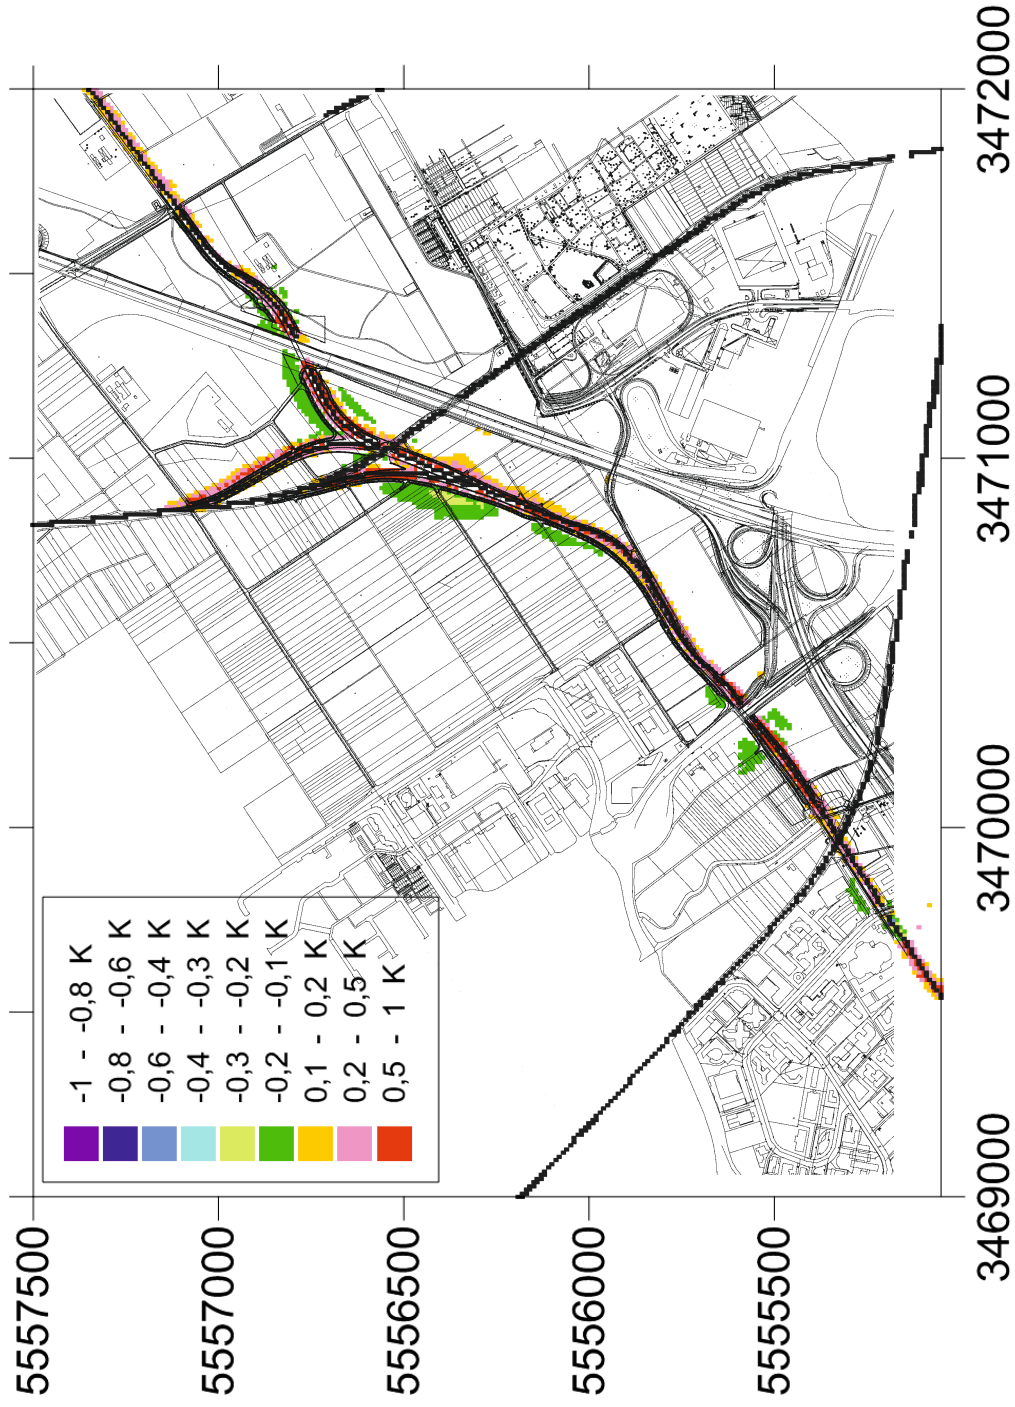 -1 - -0,8 K
-0,8 - -0,6 K
-0,6 - -0,4 K
-0,4 - -0,3 K
-0,3 - -0,2 K
-0,2 - -0,1 K
0,1 - 0,2 K
0,2 - 0,5 K
0,5 - 1 K
5557500
5557000
5556500
5556000
5555500
3469000
3470000
3471000
3472000